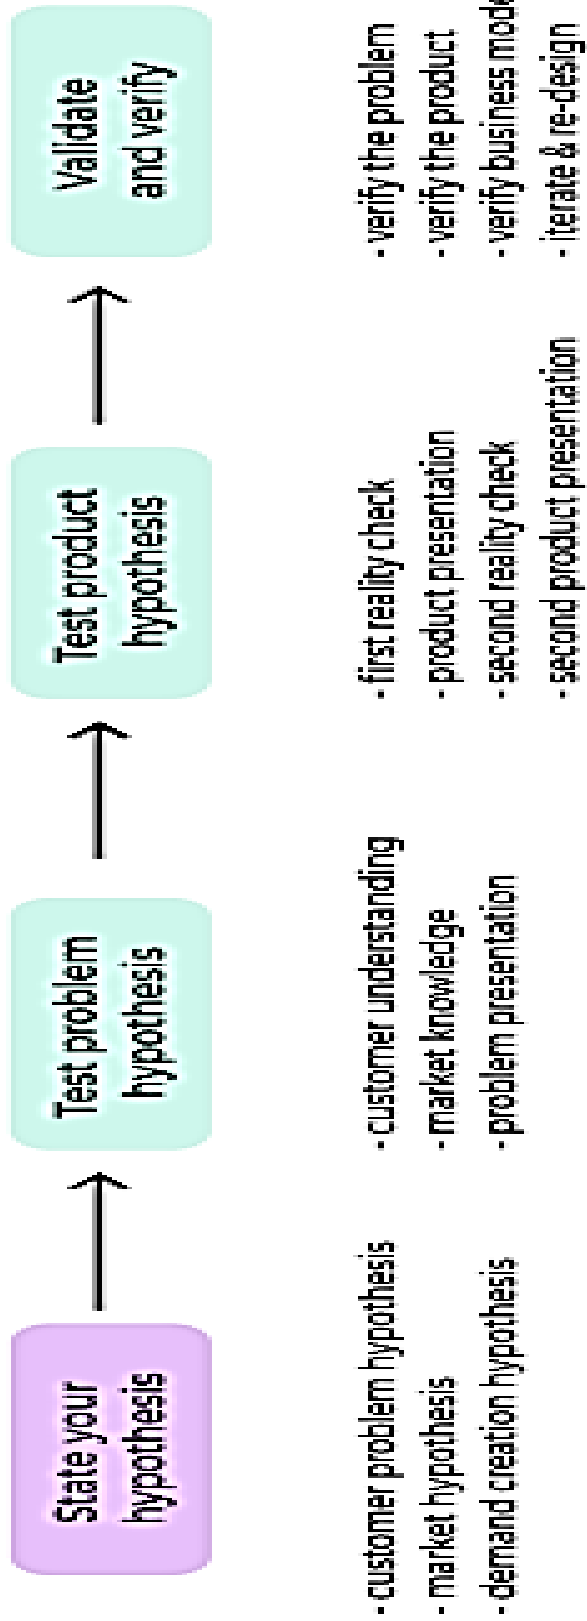 State your
hypothesis
Test problem
hypothesis
Test product
hypothesis
Validate
and verify
- customer problem hypothesis
- market hypothesis
- demand creation hypothesis
- customer understanding
- market knowledge
- problem presentation
- first reality check
- product presentation
- second reality check
- second product presentation
- verify the problem
- verify the product
- verify business mode
- iterate & re-design